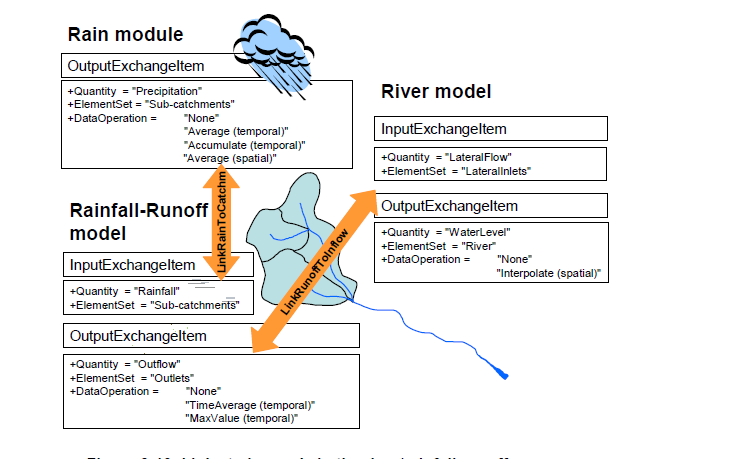 Rain module
OutputExchangeItem
+Quantity = "Precipitation"
+ElementSet = "Sub-catchments"
+DataOperation = "None"
"Average (temporal)"
"Accumulate (temporal)"
"Average (spatial)"
LinkRainToCatchm
Rainfall-Runoff
model
InputExchangeItem
+Quantity = "Rainfall"
+ElementSet = "Sub-catchments"
OutputExchangeItem
+Quantity = "Outflow"
+ElementSet = "Outlets"
+DataOperation = "None"
"TimeAverage (temporal)"
"MaxValue (temporal)"
LinkRunoffToInflow
River model
InputExchangeItem
+Quantity = "LateralFlow"
+ElementSet = "LateralInlets"
OutputExchangeItem
+Quantity = "WaterLevel"
+ElementSet = "River"
+DataOperation = "None"
"Interpolate (spatial)"